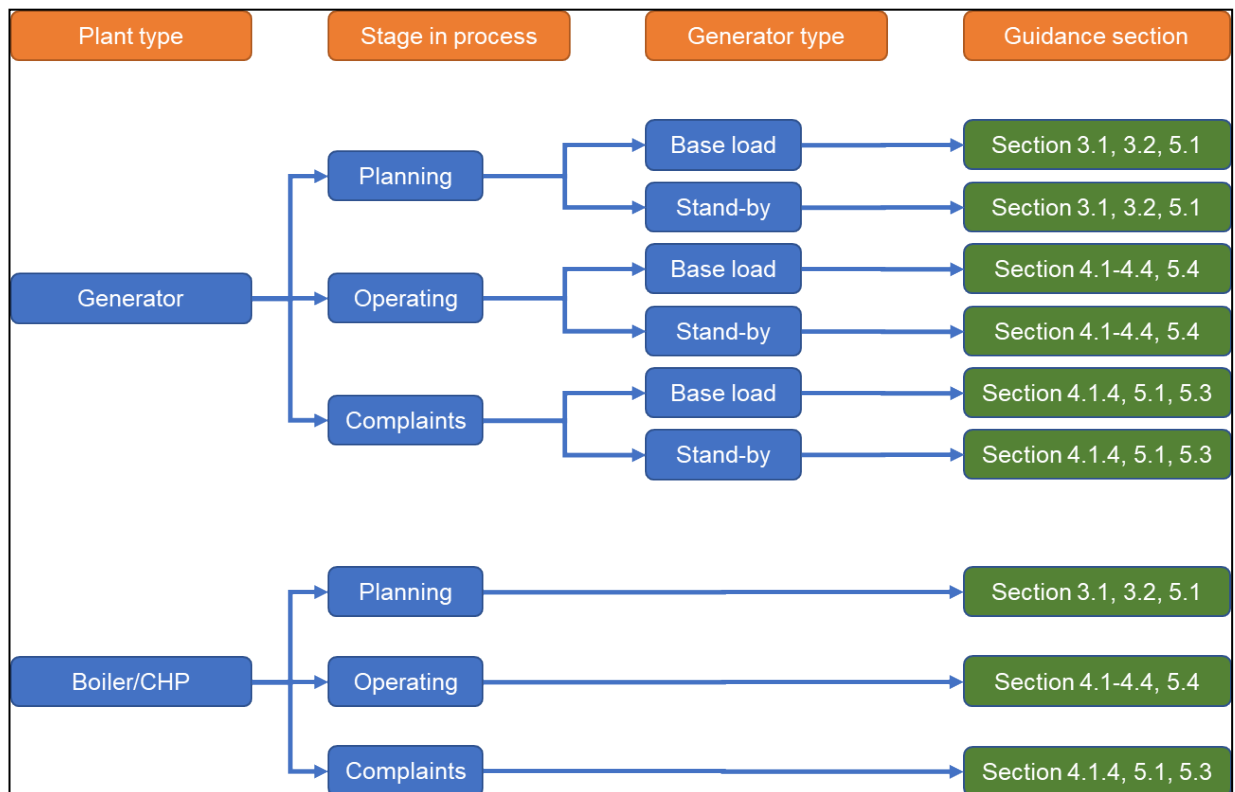 Plant type
Stage in process
Generator type
Guidance section
Base load
Section 3.1, 3.2, 5.1
Planning
Stand-by
Section 3.1, 3.2, 5.1
Base load
Section 4.1-4.4, 5.4
Generator
Operating
Stand-by
Section 4.1-4.4, 5.4
Base load
Section 4.1.4, 5.1, 5.3
Complaints
Stand-by
Section 4.1.4, 5.1, 5.3
Planning
Section 3.1, 3.2, 5.1
Boiler/CHP
Operating
Section 4.1-4.4, 5.4
Complaints
Section 4.1.4, 5.1, 5.3